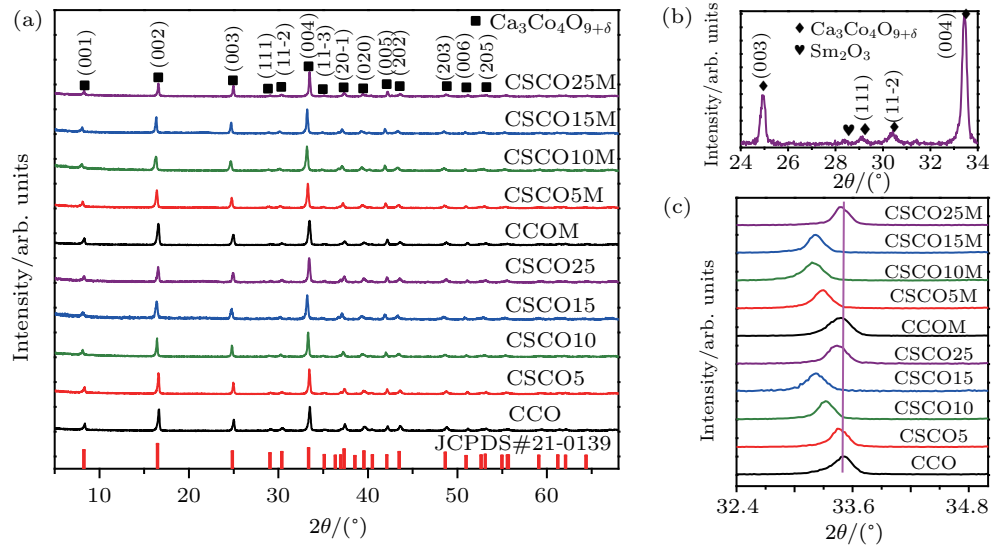 (a)
■ Ca₃Co₄O₉₊δ
(001)
(002)
(003)
(111)
(11-2)
(004)
(11-3)
(20-1)
(020)
(005)
(202)
(203)
(006)
(205)
CSCO25M
CSCO15M
CSCO10M
CSCO5M
CCOM
CSCO25
CSCO15
CSCO10
CSCO5
CCO
JCPDS#21-0139
Intensity/arb. units
10 20 30 40 50 60
2θ/(°)
(b)
♦ Ca₃Co₄O₉₊δ
♥ Sm₂O₃
(003)
(111)
(11-2)
(004)
Intensity/arb. units
24 26 28 30 32 34
2θ/(°)
(c)
CSCO25M
CSCO15M
CSCO10M
CSCO5M
CCOM
CSCO25
CSCO15
CSCO10
CSCO5
CCO
Intensity/arb. units
32.4 33.6 34.8
2θ/(°)